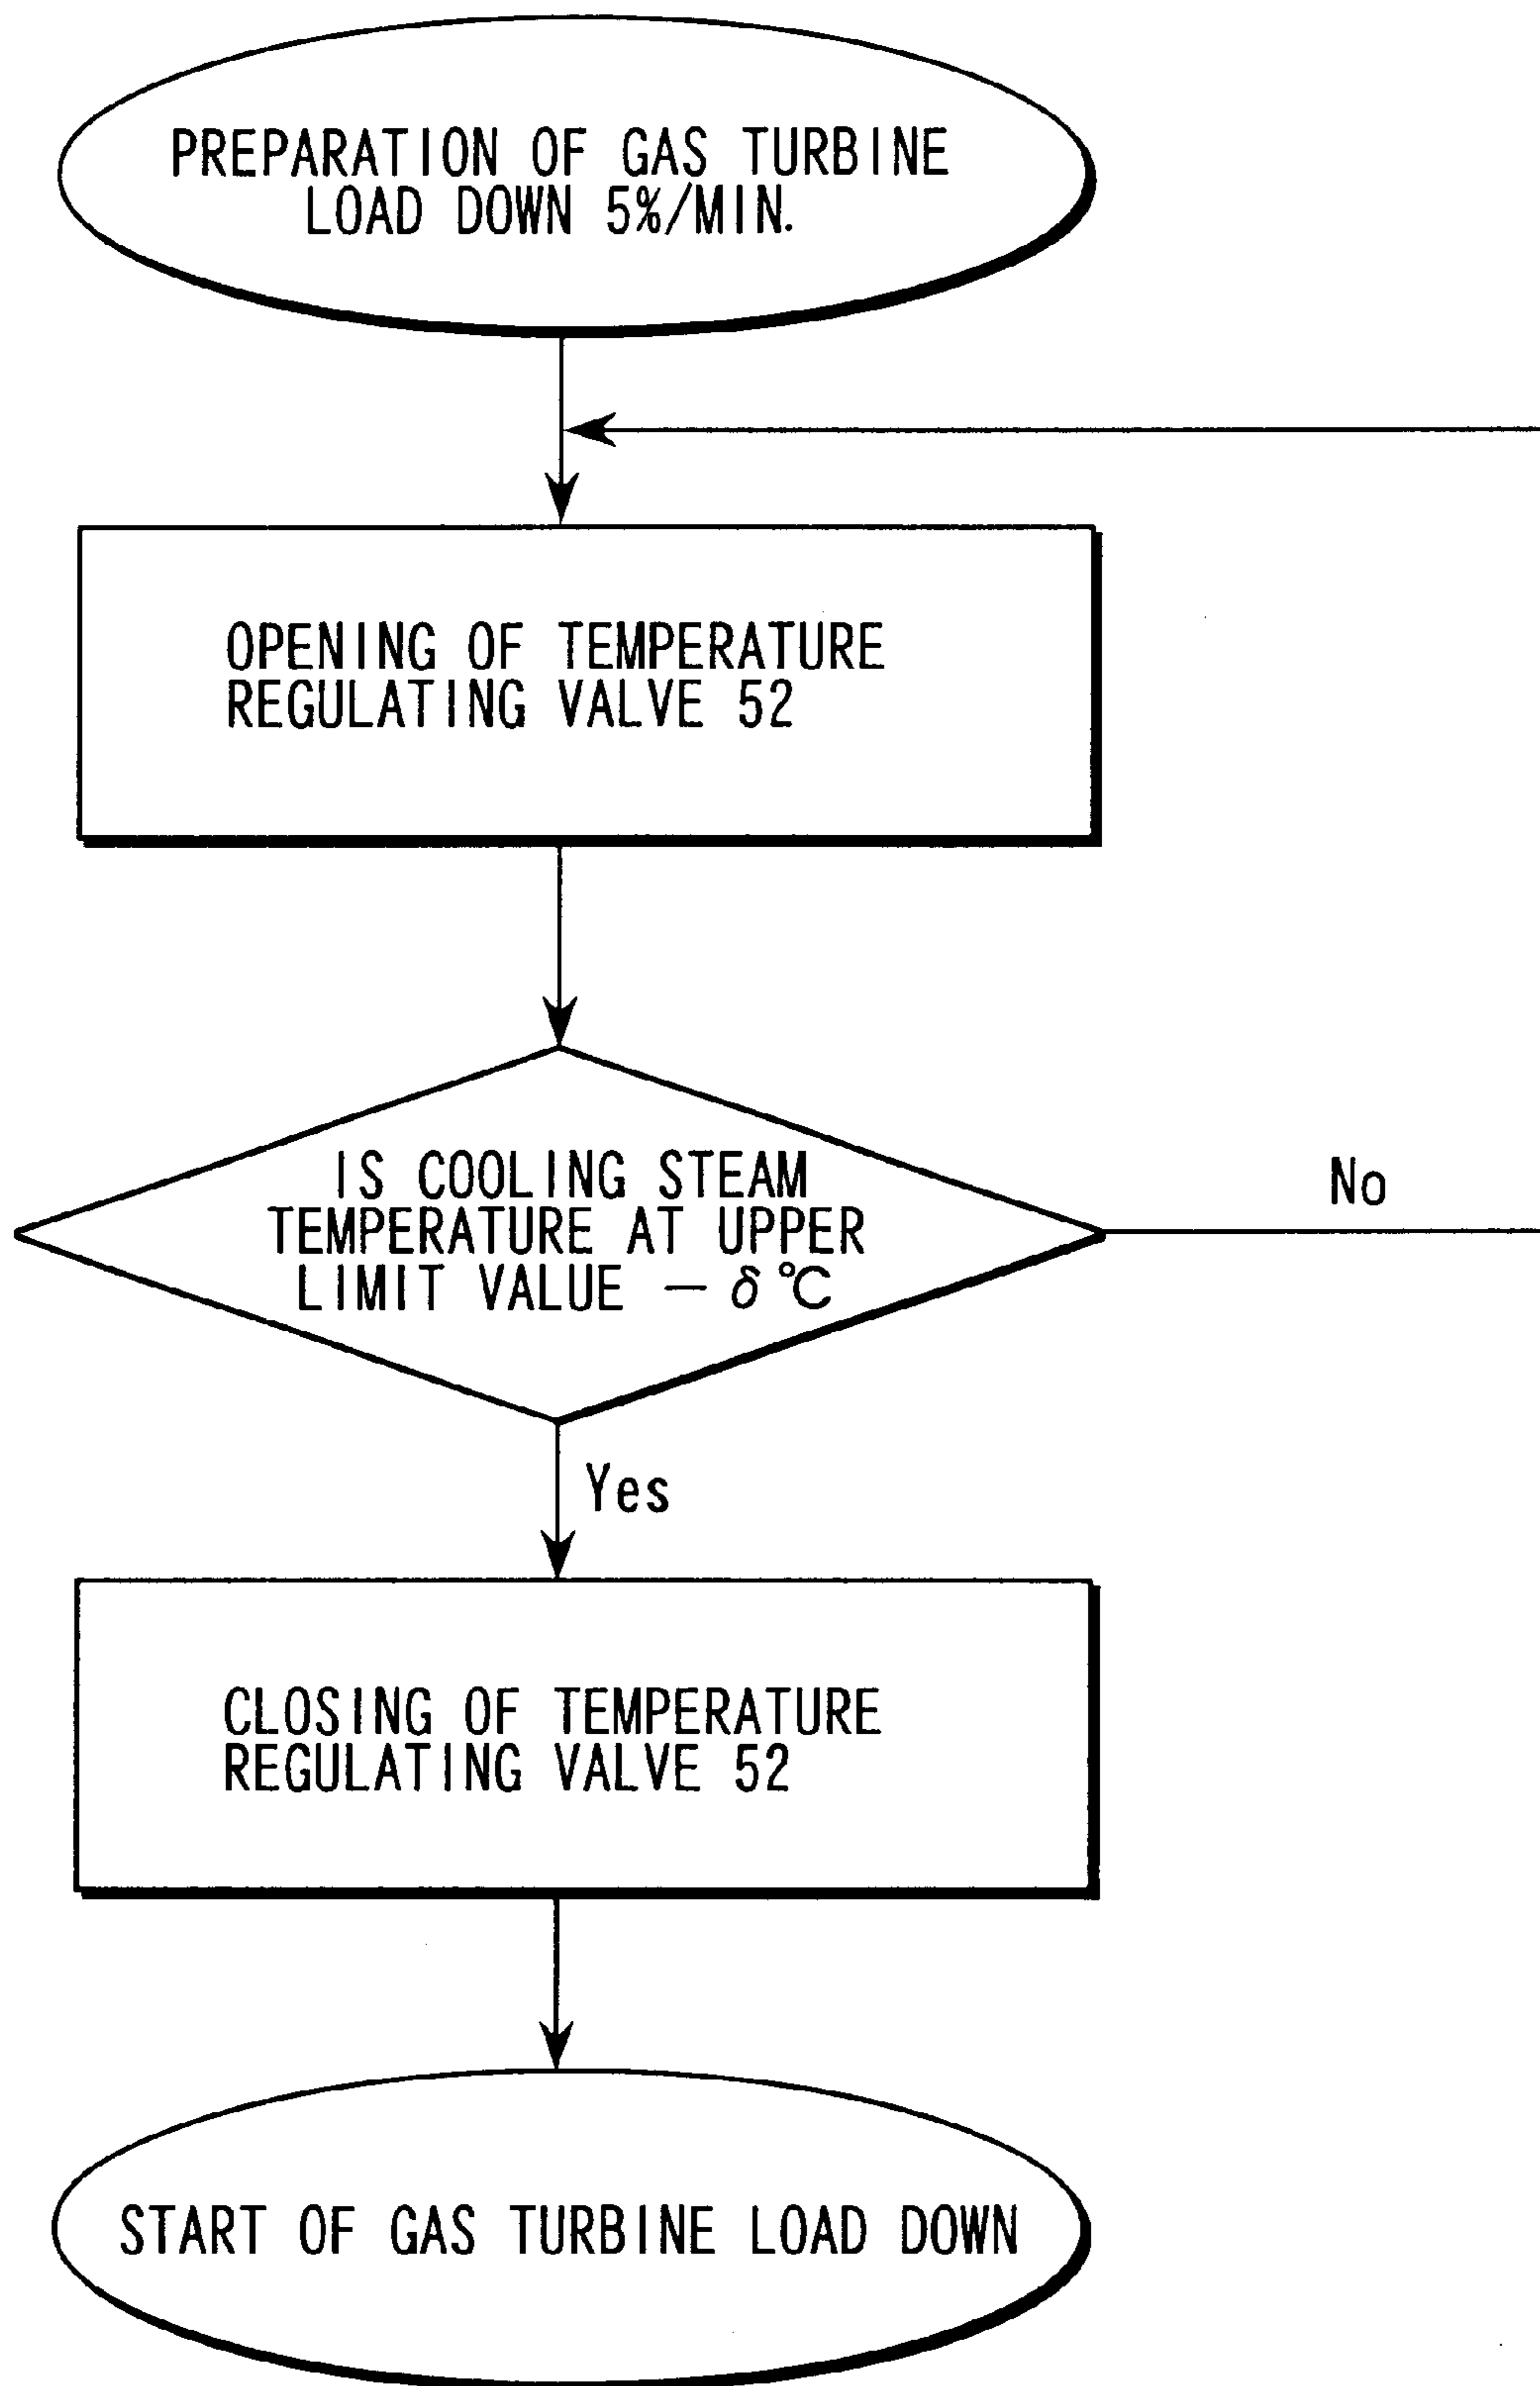 PREPARATION OF GAS TURBINE
LOAD DOWN 5%/MIN.
OPENING OF TEMPERATURE
REGULATING VALVE 52
IS COOLING STEAM
TEMPERATURE AT UPPER
LIMIT VALUE — δ℃
No
Yes
CLOSING OF TEMPERATURE
REGULATING VALVE 52
START OF GAS TURBINE LOAD DOWN